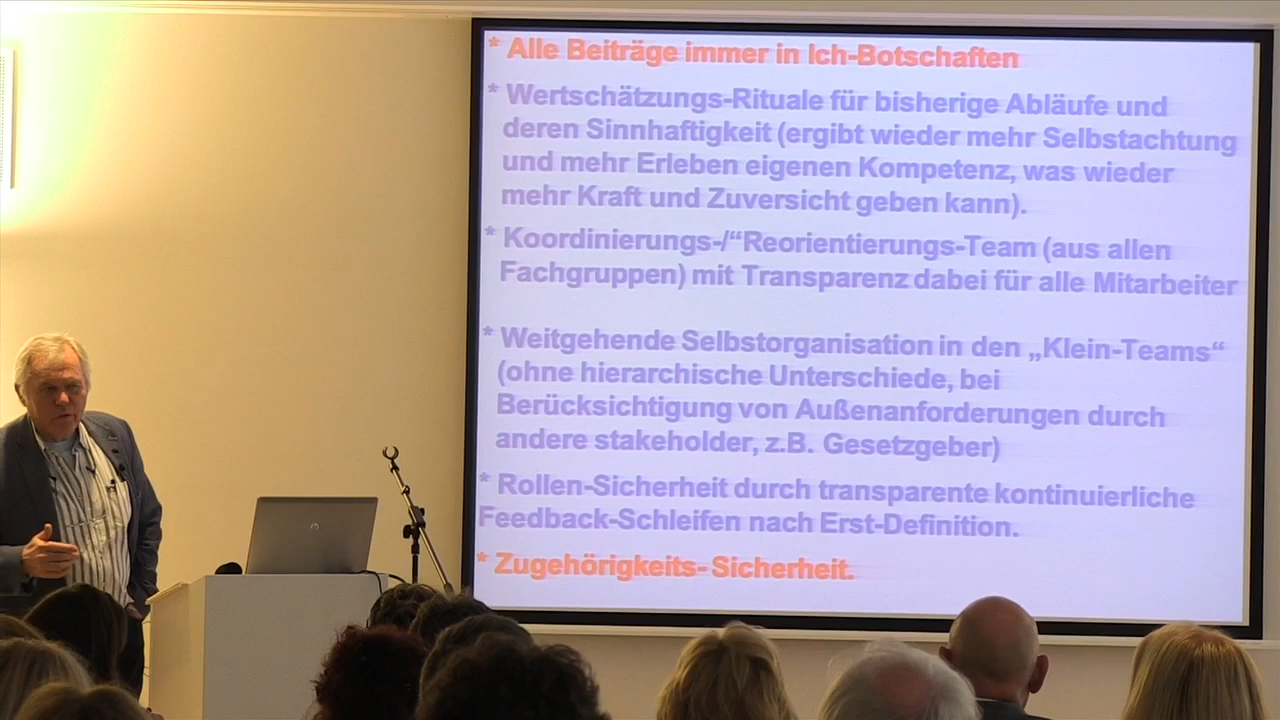 * Alle Beiträge immer in Ich-Botschaften
* Wertschätzungs-Rituale für bisherige Abläufe und
deren Sinnhaftigkeit (ergibt wieder mehr Selbstachtung
und mehr Erleben eigenen Kompetenz, was wieder
mehr Kraft und Zuversicht geben kann).
* Koordinierungs-/“Reorientierungs-Team (aus allen
Fachgruppen) mit Transparenz dabei für alle Mitarbeiter
* Weitgehende Selbstorganisation in den „Klein-Teams“
(ohne hierarchische Unterschiede, bei
Berücksichtigung von Außenanforderungen durch
andere stakeholder, z.B. Gesetzgeber)
* Rollen-Sicherheit durch transparente kontinuierliche
Feedback-Schleifen nach Erst-Definition.
* Zugehörigkeits- Sicherheit.
hp